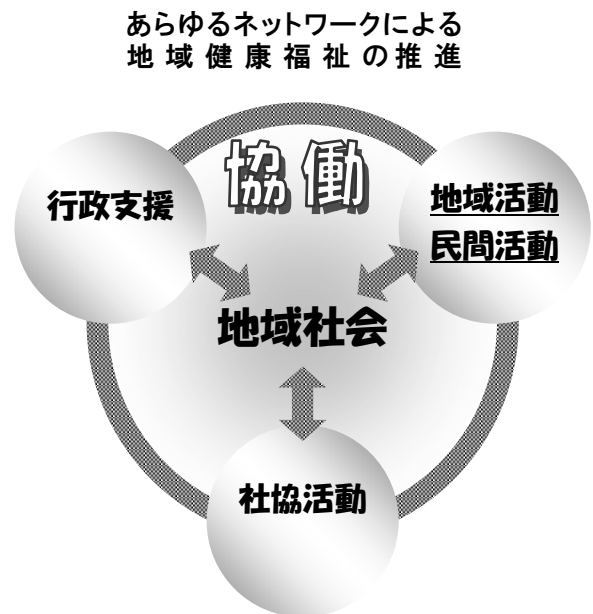 あらゆるネットワークによる
地域健康福祉の推進
協働
行政支援
地域活動
民間活動
地域社会
社協活動